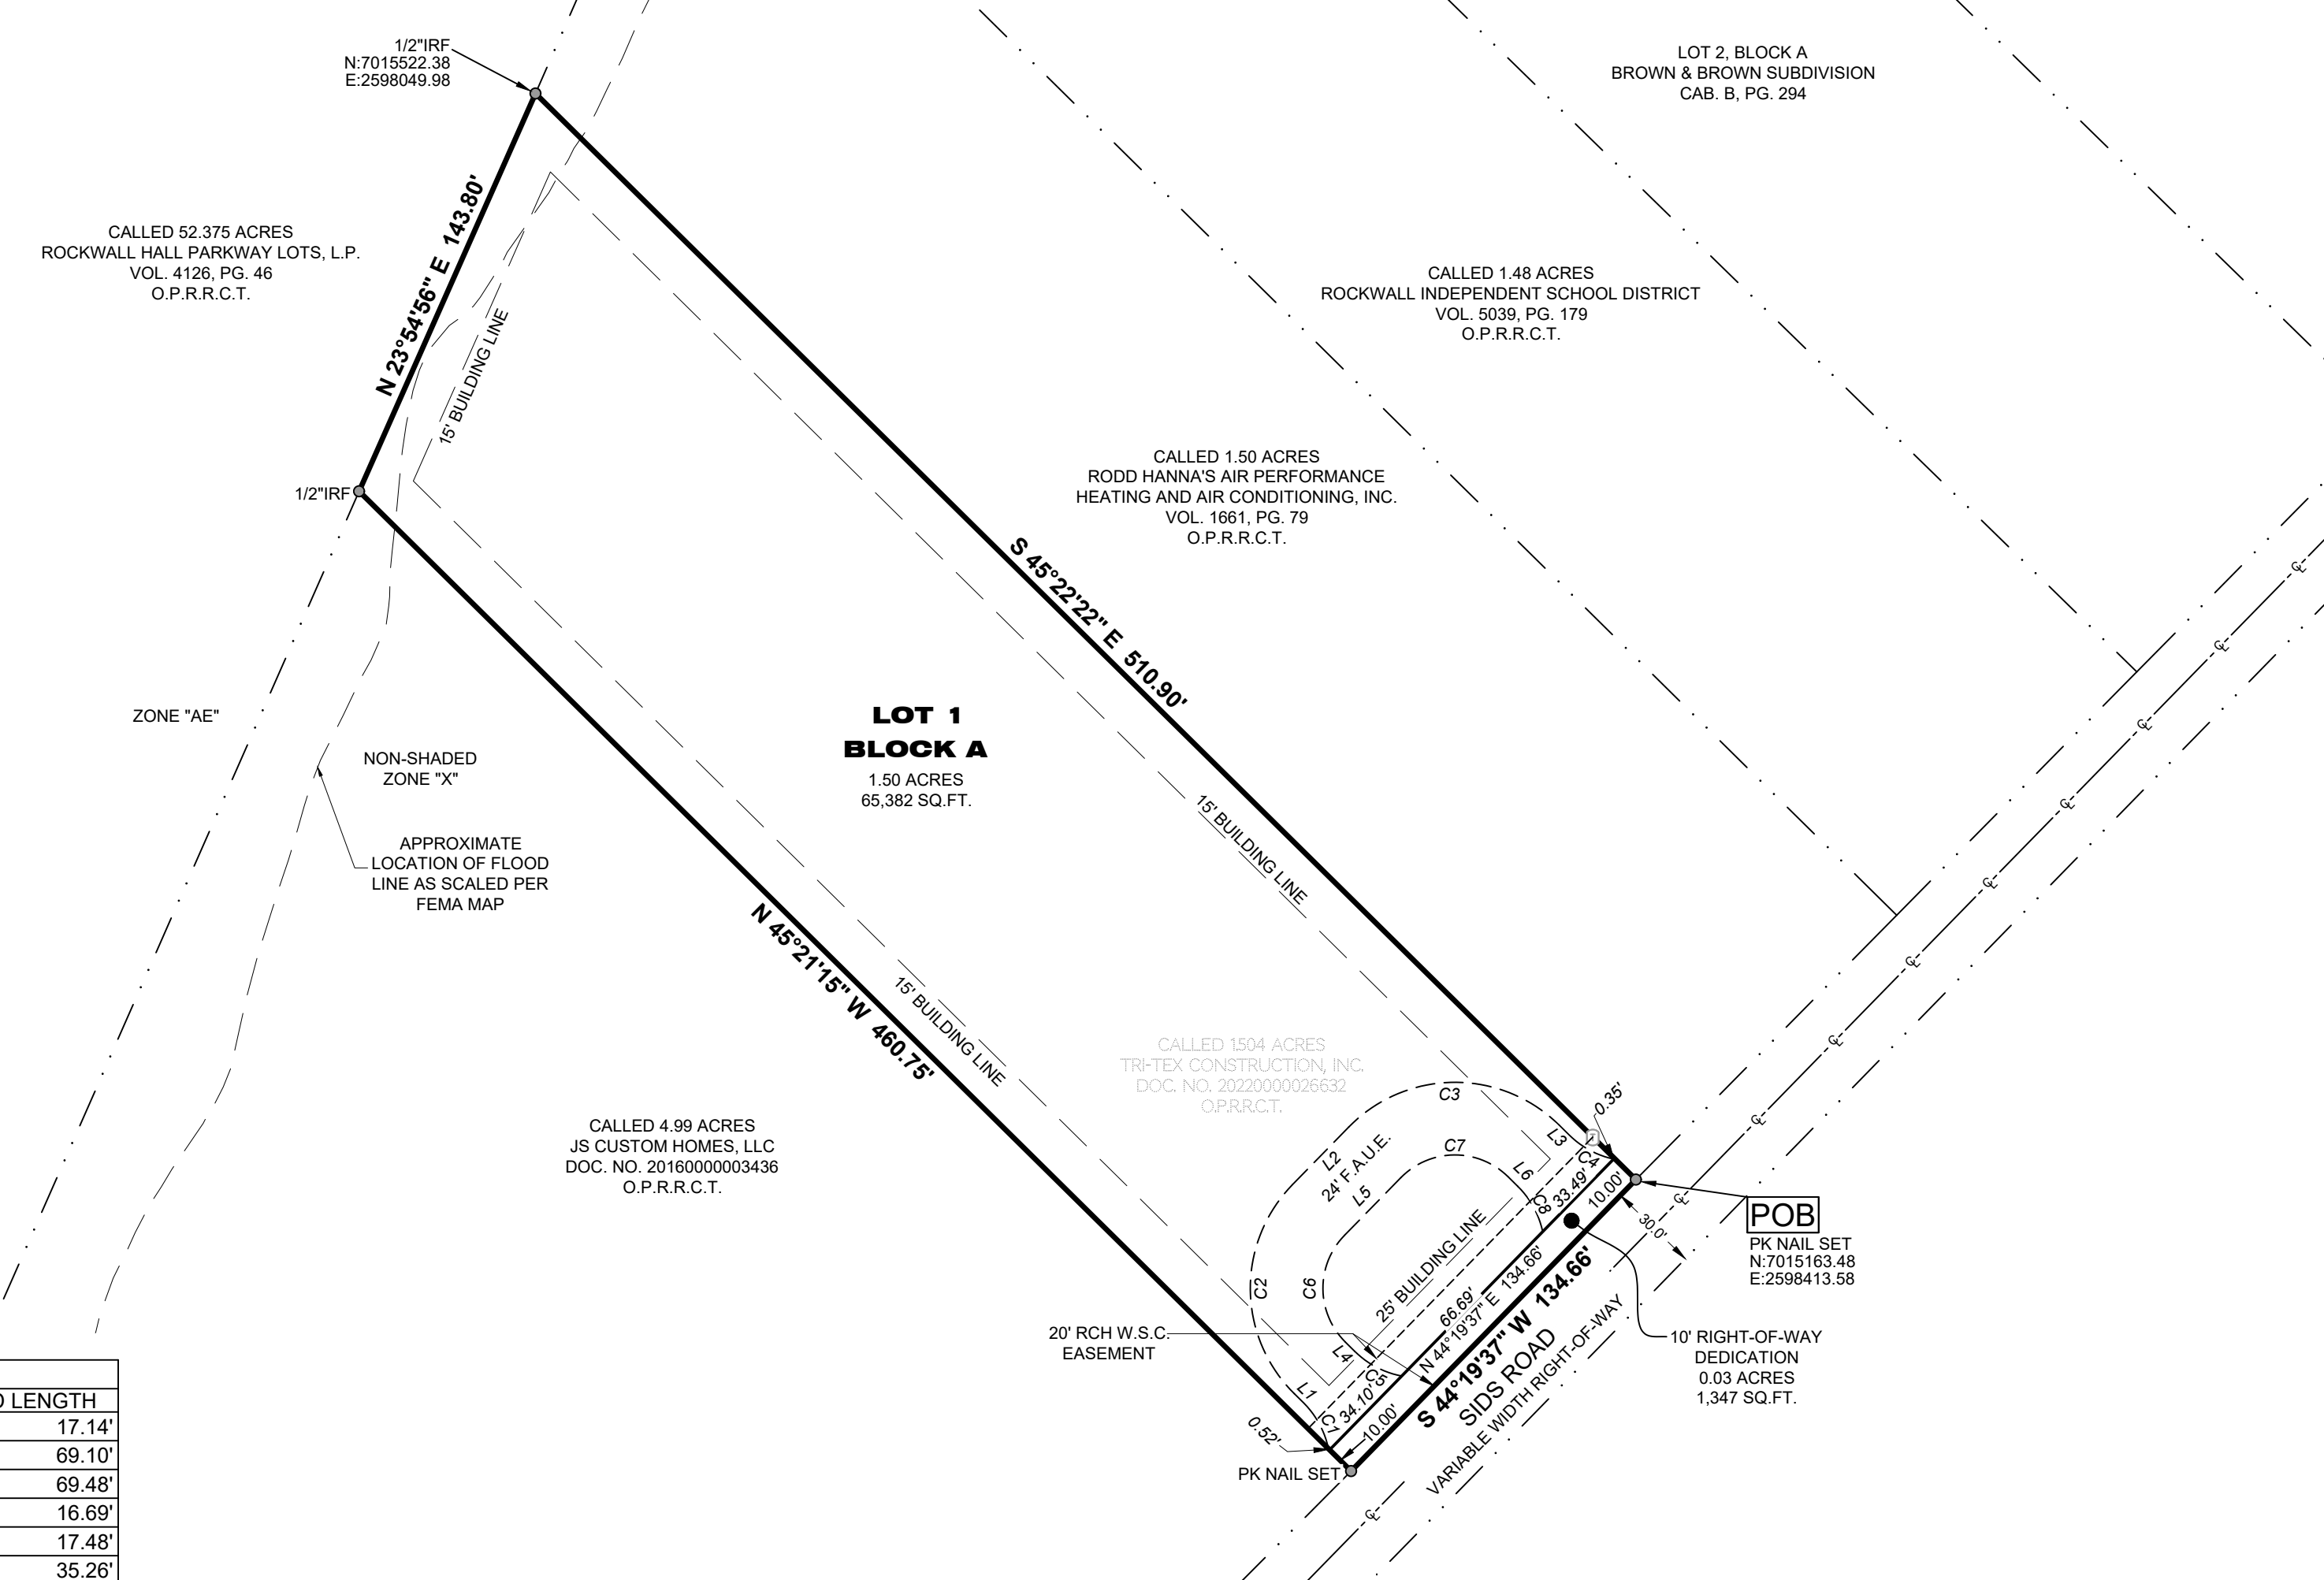 1/2"IRF
N:7015522.38
E:2598049.98
LOT 2, BLOCK A
BROWN & BROWN SUBDIVISION
CAB. B, PG. 294
CALLED 52.375 ACRES
ROCKWALL HALL PARKWAY LOTS, L.P.
VOL. 4126, PG. 46
O.P.R.R.C.T.
N 23°54'56" E 143.80'
15' BUILDING LINE
CALLED 1.48 ACRES
ROCKWALL INDEPENDENT SCHOOL DISTRICT
VOL. 5039, PG. 179
O.P.R.R.C.T.
CALLED 1.50 ACRES
RODD HANNA'S AIR PERFORMANCE
HEATING AND AIR CONDITIONING, INC.
VOL. 1661, PG. 79
O.P.R.R.C.T.
1/2"IRF
S 45°22'22" E 510.90'
ZONE "AE"
NON-SHADED
ZONE "X"
APPROXIMATE
LOCATION OF FLOOD
LINE AS SCALED PER
FEMA MAP
LOT 1
BLOCK A
1.50 ACRES
65,382 SQ.FT.
15' BUILDING LINE
N 45°21'15" W 460.75'
15' BUILDING LINE
CALLED 1.504 ACRES
TRI-TEX CONSTRUCTION, INC.
DOC. NO. 20220000026632
O.P.R.R.C.T.
CALLED 4.99 ACRES
JS CUSTOM HOMES, LLC
DOC. NO. 20160000003436
O.P.R.R.C.T.
C3
0.35'
L3
C4
C7
L6
L2
24' F.A.U.E.
L5
C8
33.49'
10.00'
C2
C6
25' BUILDING LINE
66.69'
N 44°19'37" E 134.66'
S 44°19'37" W 134.66'
SIDS ROAD
VARIABLE WIDTH RIGHT-OF-WAY
30.0'
POB
PK NAIL SET
N:7015163.48
E:2598413.58
20' RCH W.S.C.
EASEMENT
L4
L1
C5
34.10'
C1
10.00'
0.52'
PK NAIL SET
10' RIGHT-OF-WAY
DEDICATION
0.03 ACRES
1,347 SQ.FT.
LENGTH
17.14'
69.10'
69.48'
16.69'
17.48'
35.26'